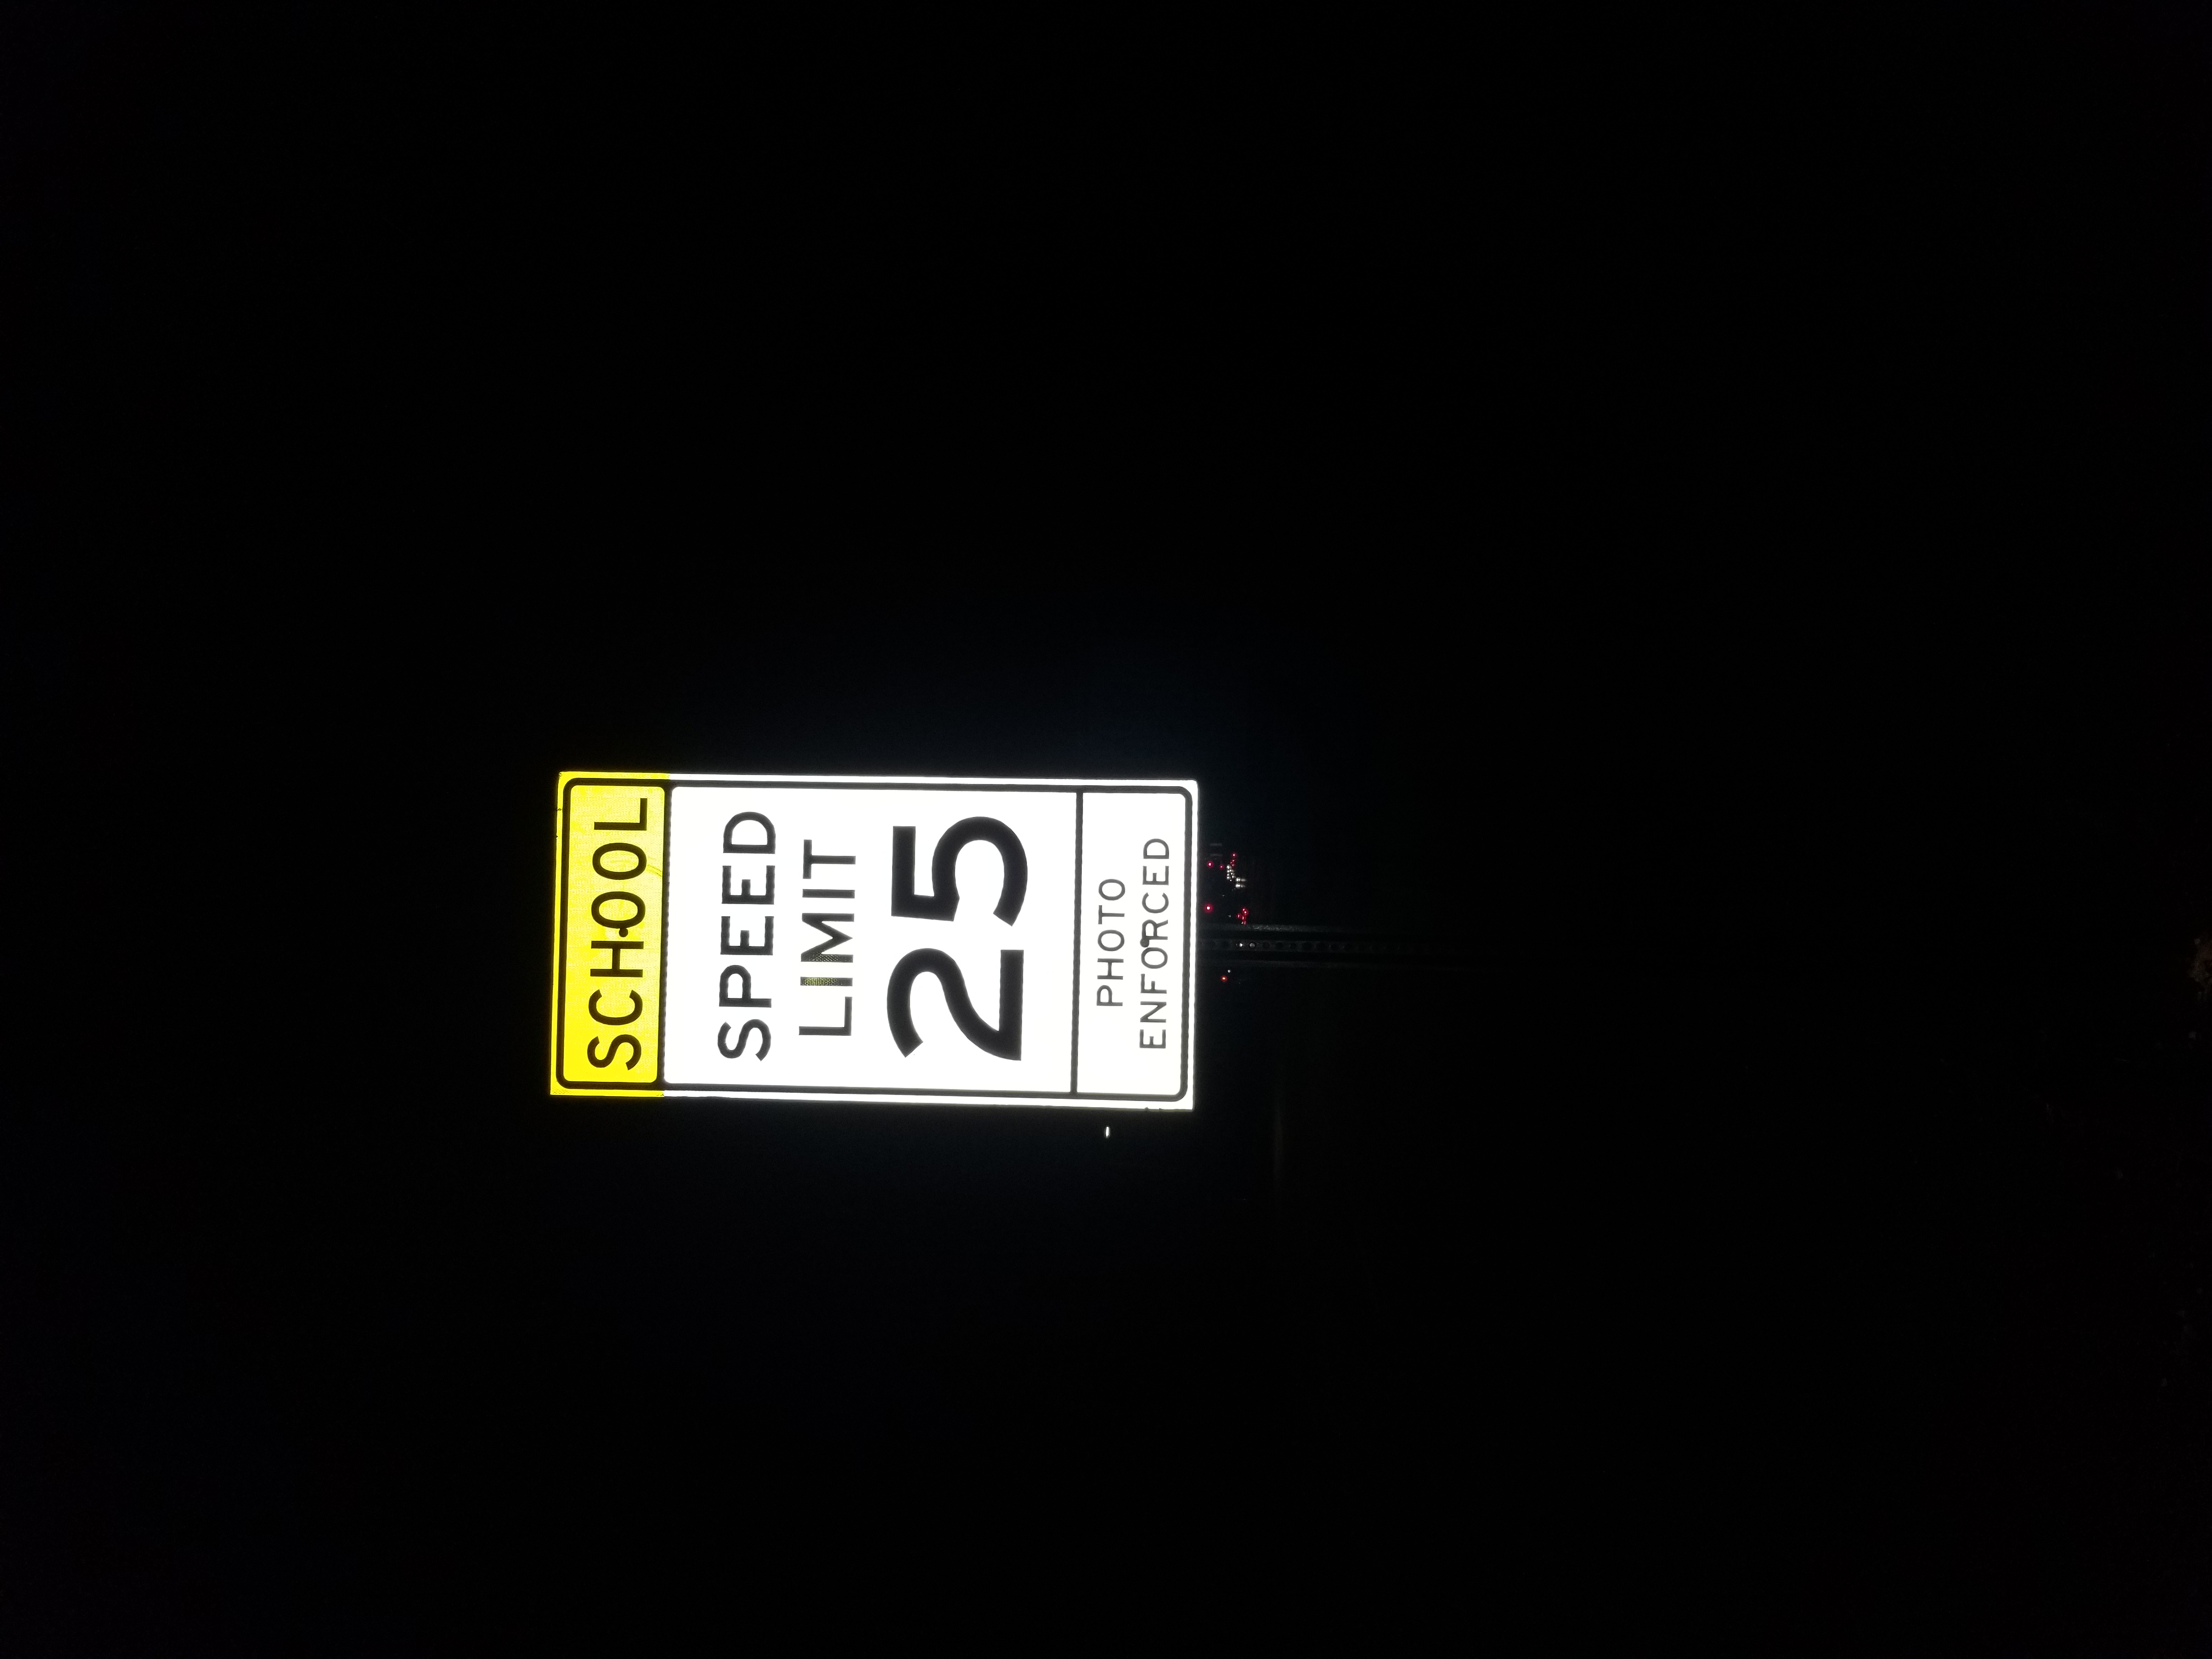 SCHOOL
SPEED
LIMIT
25
PHOTO
ENFORCED